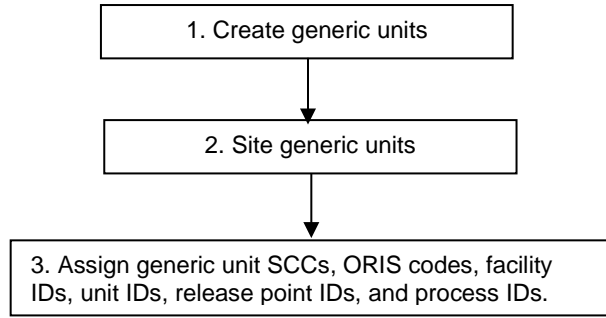 1. Create generic units
2. Site generic units
3. Assign generic unit SCCs, ORIS codes, facility
IDs, unit IDs, release point IDs, and process IDs.